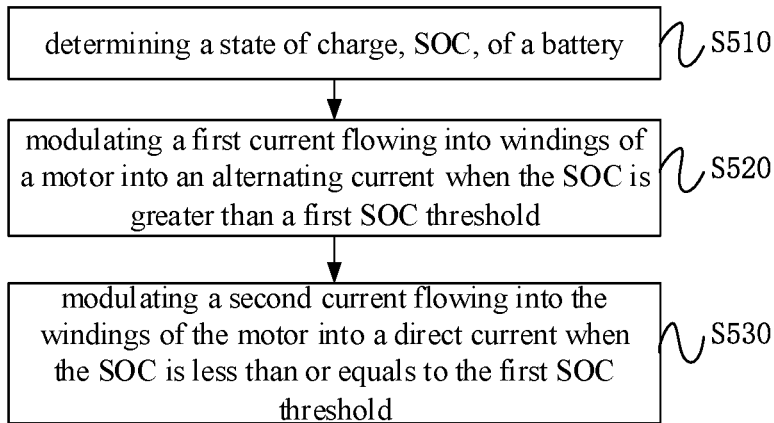 determining a state of charge, SOC, of a battery
S510
modulating a first current flowing into windings of
a motor into an alternating current when the SOC is
greater than a first SOC threshold
S520
modulating a second current flowing into the
windings of the motor into a direct current when
the SOC is less than or equals to the first SOC
threshold
S530